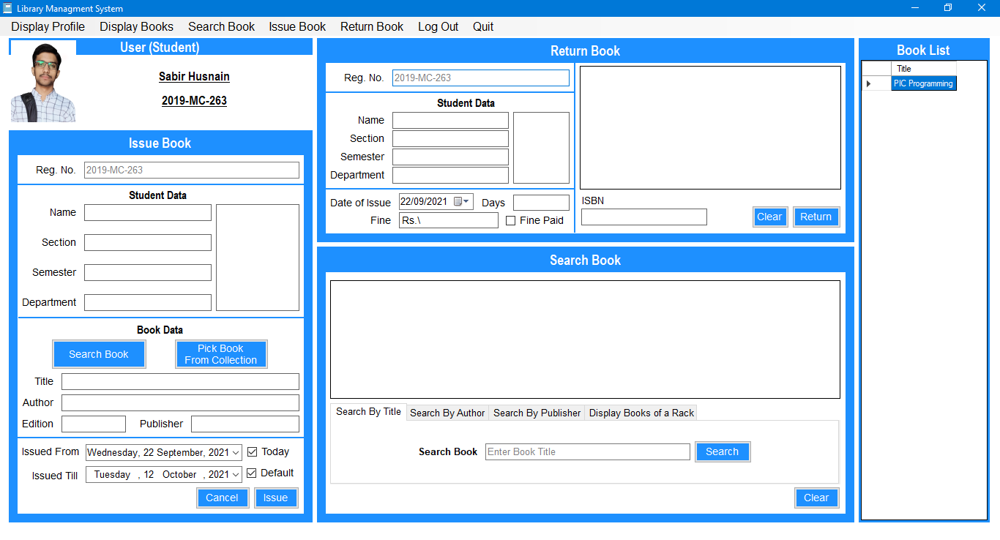 Library Managment System
Display Profile Display Books Search Book Issue Book Return Book Log Out Quit
User (Student)
Sabir Husnain
2019-MC-263
Issue Book
Reg. No. 2019-MC-263
Student Data
Name
Section
Semester
Department
Book Data
Search Book
Pick Book
From Collection
Title
Author
Edition Publisher
Issued From Wednesday, 22 September, 2021 Today
Issued Till Tuesday , 12 October , 2021 Default
Cancel Issue
Return Book
Reg. No. 2019-MC-263
Student Data
Name
Section
Semester
Department
Date of Issue 22/09/2021 Days
Fine Rs.\ Fine Paid
ISBN
Clear Return
Search Book
Search By Title Search By Author Search By Publisher Display Books of a Rack
Search Book Enter Book Title Search
Clear
Book List
Title
PIC Programming